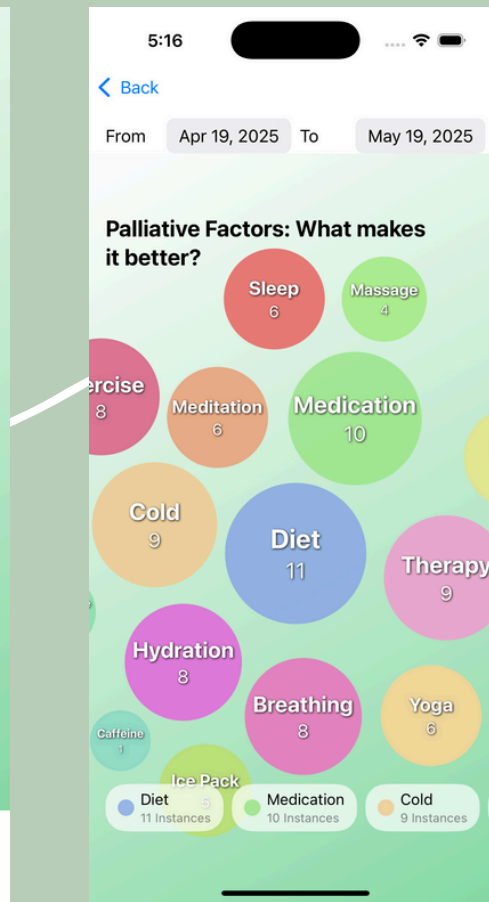 5:16
Back
From Apr 19, 2025 To May 19, 2025
Palliative Factors: What makes
it better?
Sleep
6
Massage
4
ercise
8
Meditation
6
Medication
10
Cold
9
Diet
11
Therapy
9
Hydration
8
Breathing
8
Yoga
6
Caffeine
1
Ice Pack
Diet
11 Instances
Medication
10 Instances
Cold
9 Instances